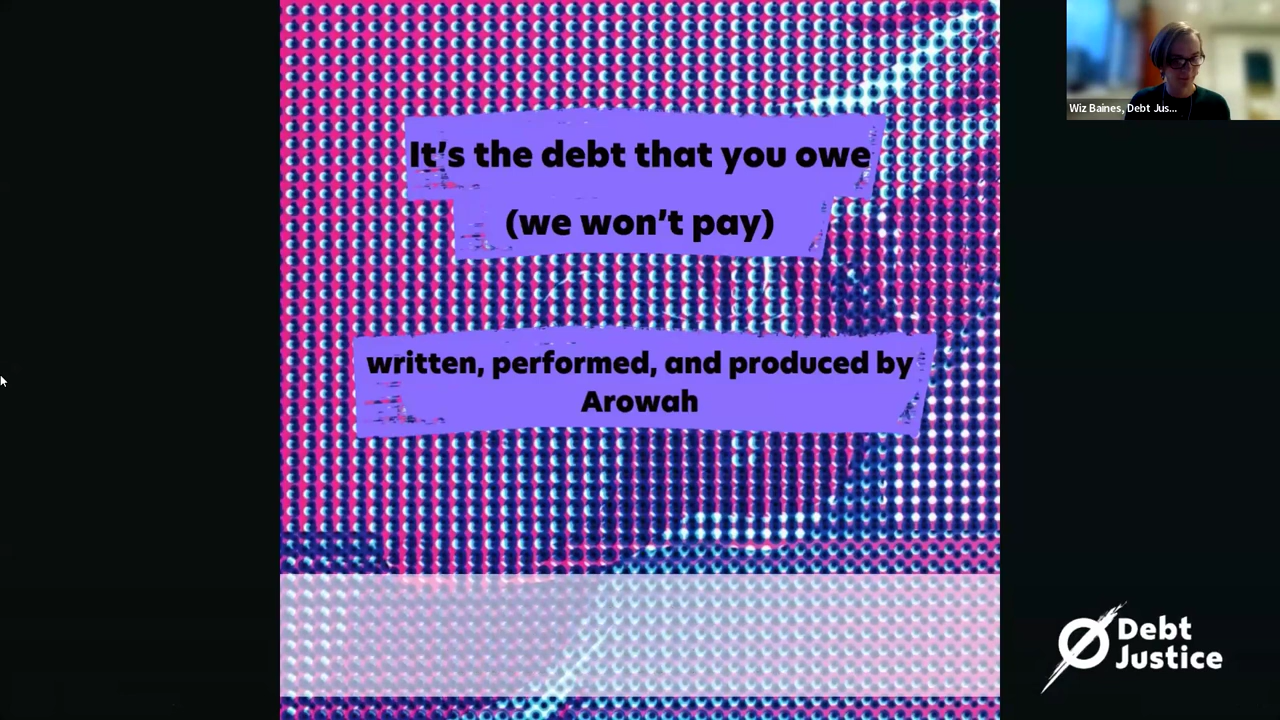 It's the debt that you owe
(we won't pay)
written, performed, and produced by
Arowah
Wiz Baines, Debt Jus...
Debt
Justice